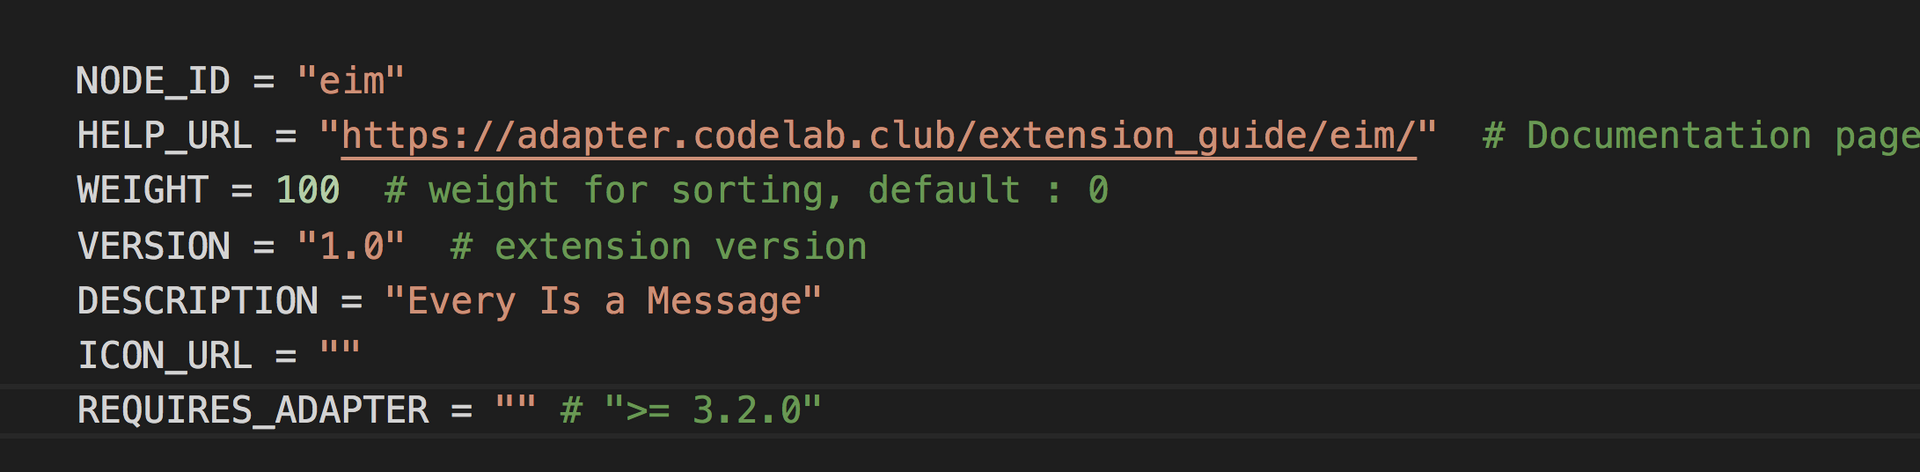 NODE_ID = "eim"
HELP_URL = "https://adapter.codelab.club/extension_guide/eim/"  # Documentation page
WEIGHT = 100  # weight for sorting, default : 0
VERSION = "1.0"  # extension version
DESCRIPTION = "Every Is a Message"
ICON_URL = ""
REQUIRES_ADAPTER = "" # ">= 3.2.0"